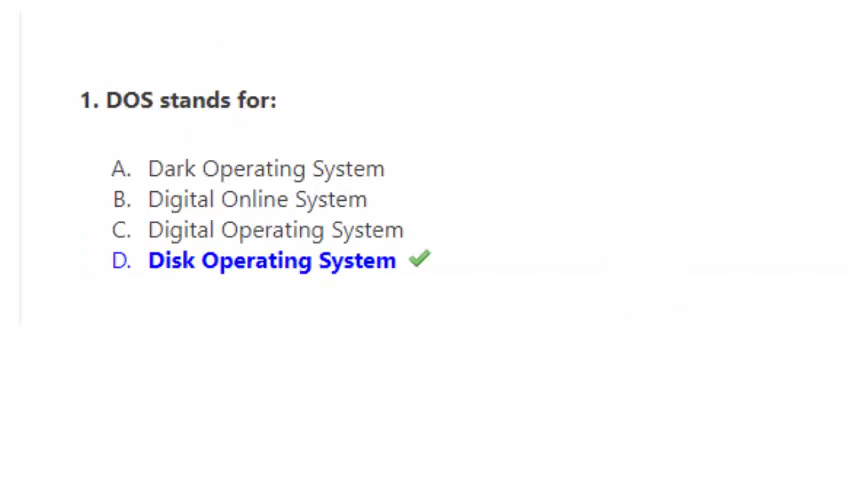 1. DOS stands for:
A. Dark Operating System
B. Digital Online System
C. Digital Operating System
D. Disk Operating System